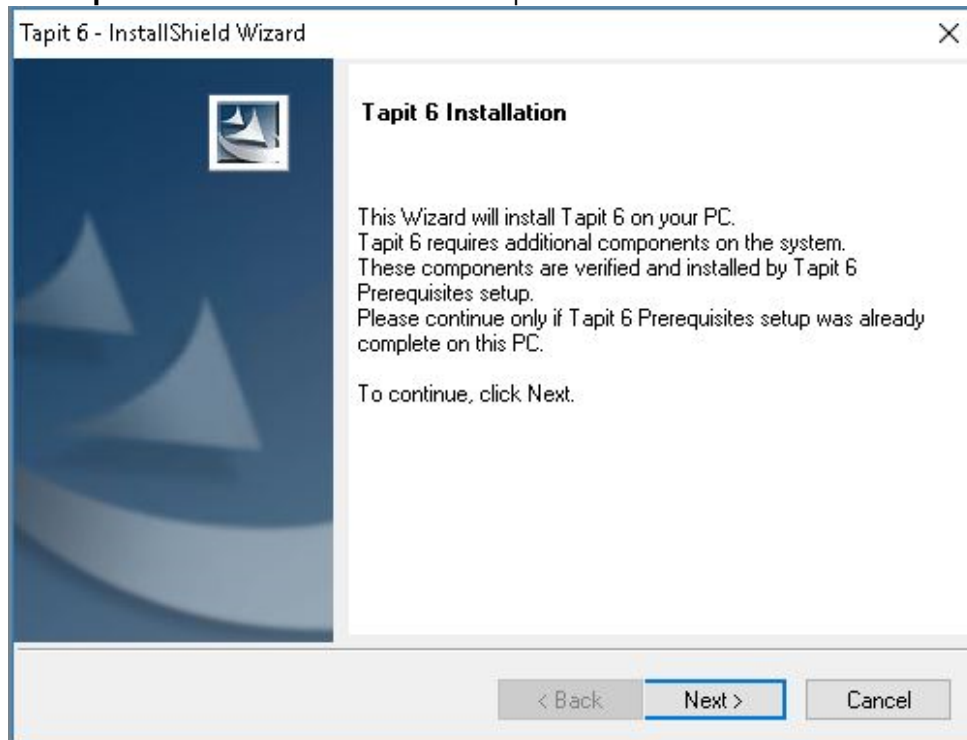 Tapit 6 - InstallShield Wizard
Tapit 6 Installation
This Wizard will install Tapit 6 on your PC.
Tapit 6 requires additional components on the system.
These components are verified and installed by Tapit 6
Prerequisites setup.
Please continue only if Tapit 6 Prerequisites setup was already
complete on this PC.
To continue, click Next.
< Back
Next >
Cancel